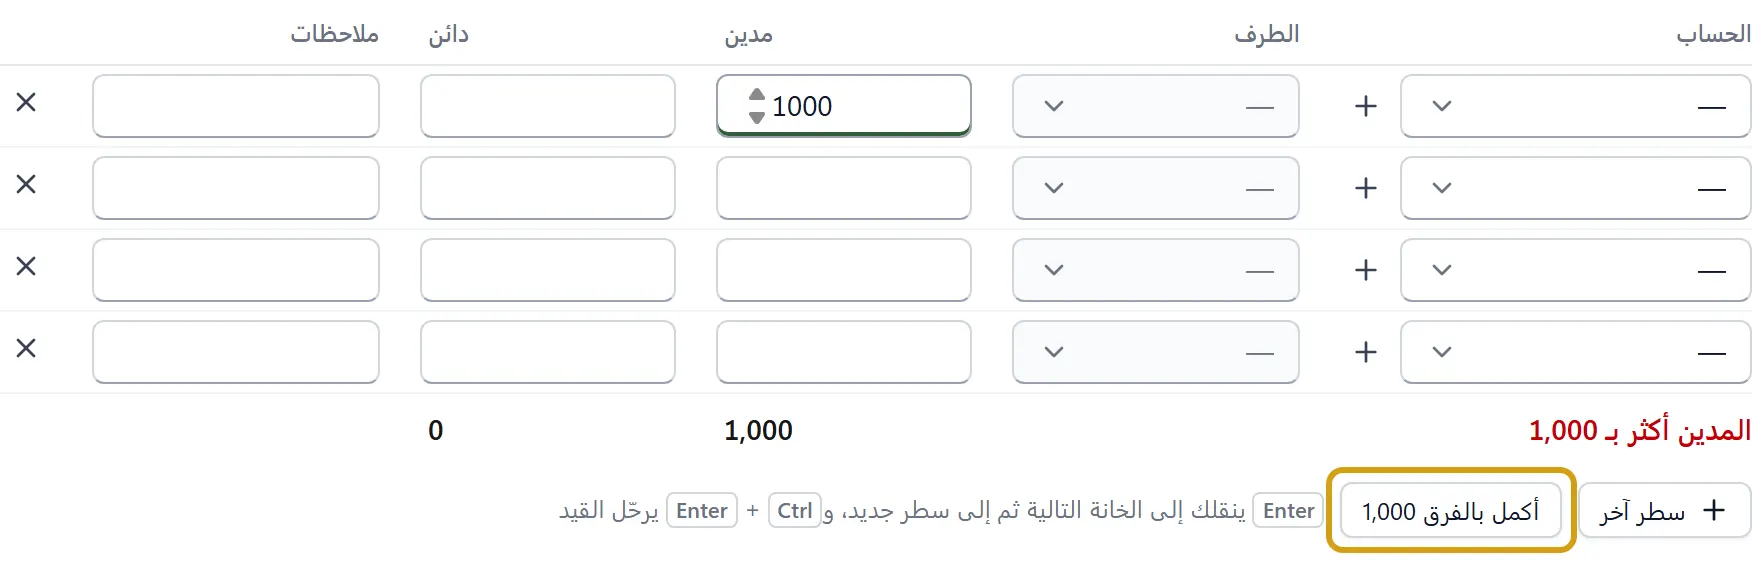 الحساب الطرف مدين دائن ملاحظات
— — 1000
— —
— —
— —
المدين أكثر بـ 1,000 1,000 0
سطر آخر أكمل بالفرق 1,000 Enter ينقلك إلى الخانة التالية ثم إلى سطر جديد، و Ctrl + Enter يرحّل القيد